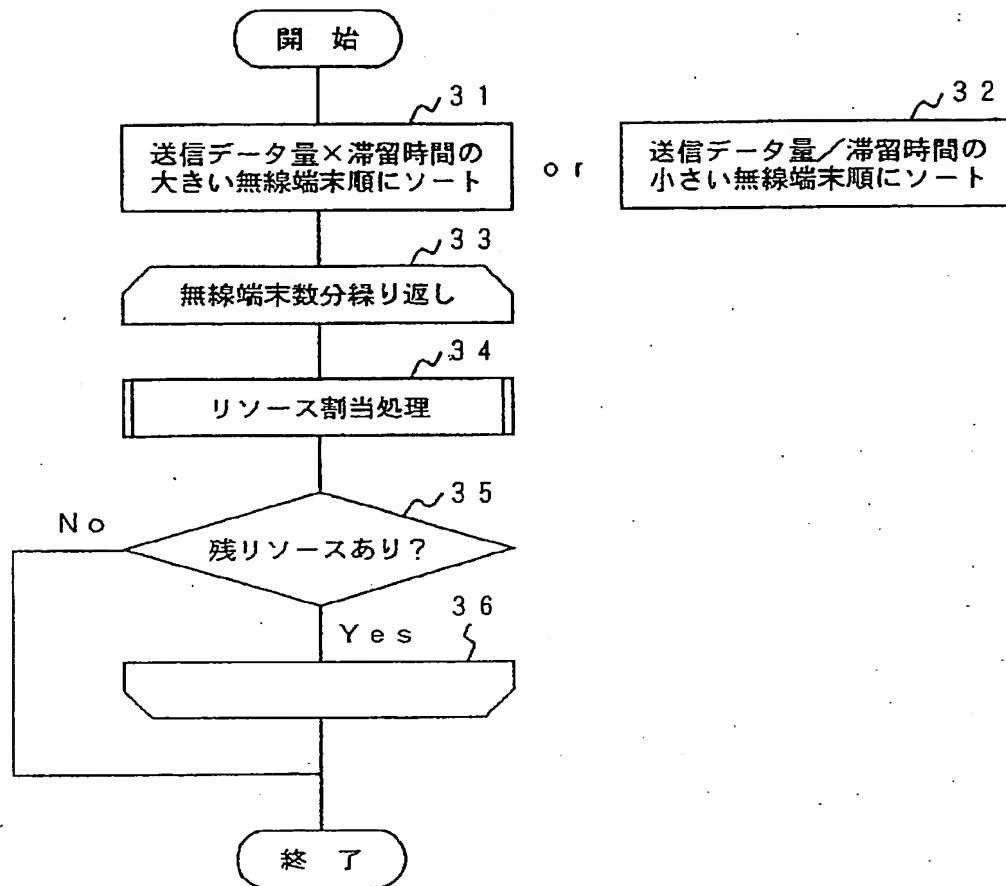 開 始
31
送信データ量×滞留時間の
大きい無線端末順にソート
or
32
送信データ量／滞留時間の
小さい無線端末順にソート
33
無線端末数分繰り返し
34
リソース割当処理
35
残リソースあり？
No
Yes
36
終 了